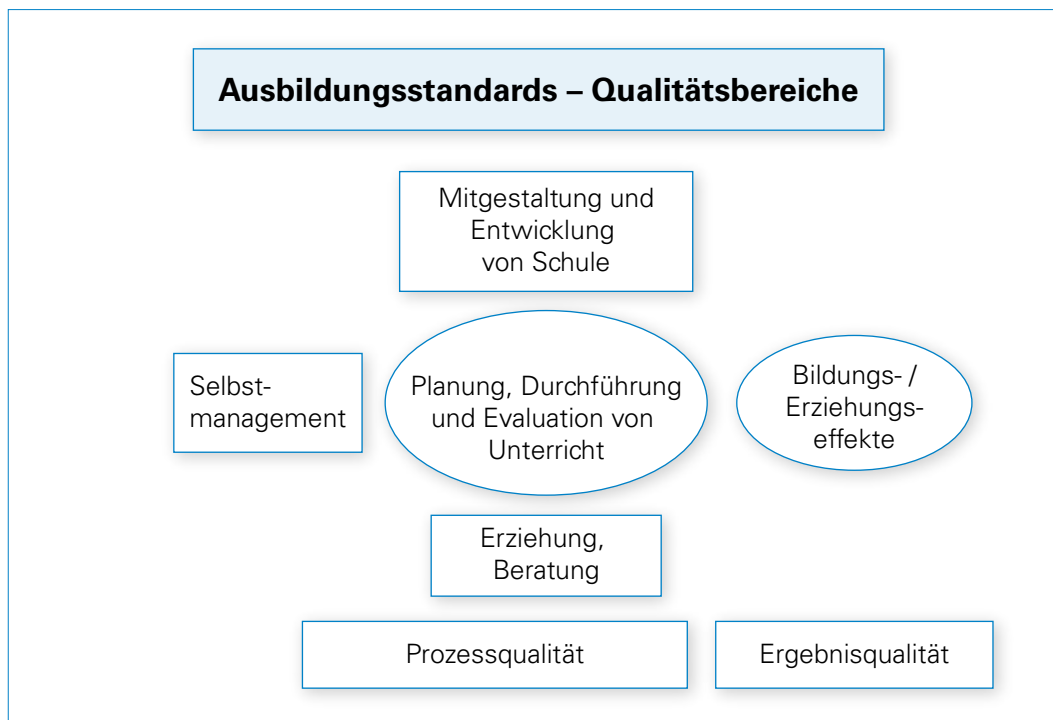 Ausbildungsstandards – Qualitätsbereiche
Mitgestaltung und
Entwicklung
von Schule
Selbst-
management
Planung, Durchführung
und Evaluation von
Unterricht
Bildungs- /
Erziehungs-
effekte
Erziehung,
Beratung
Prozessqualität
Ergebnisqualität